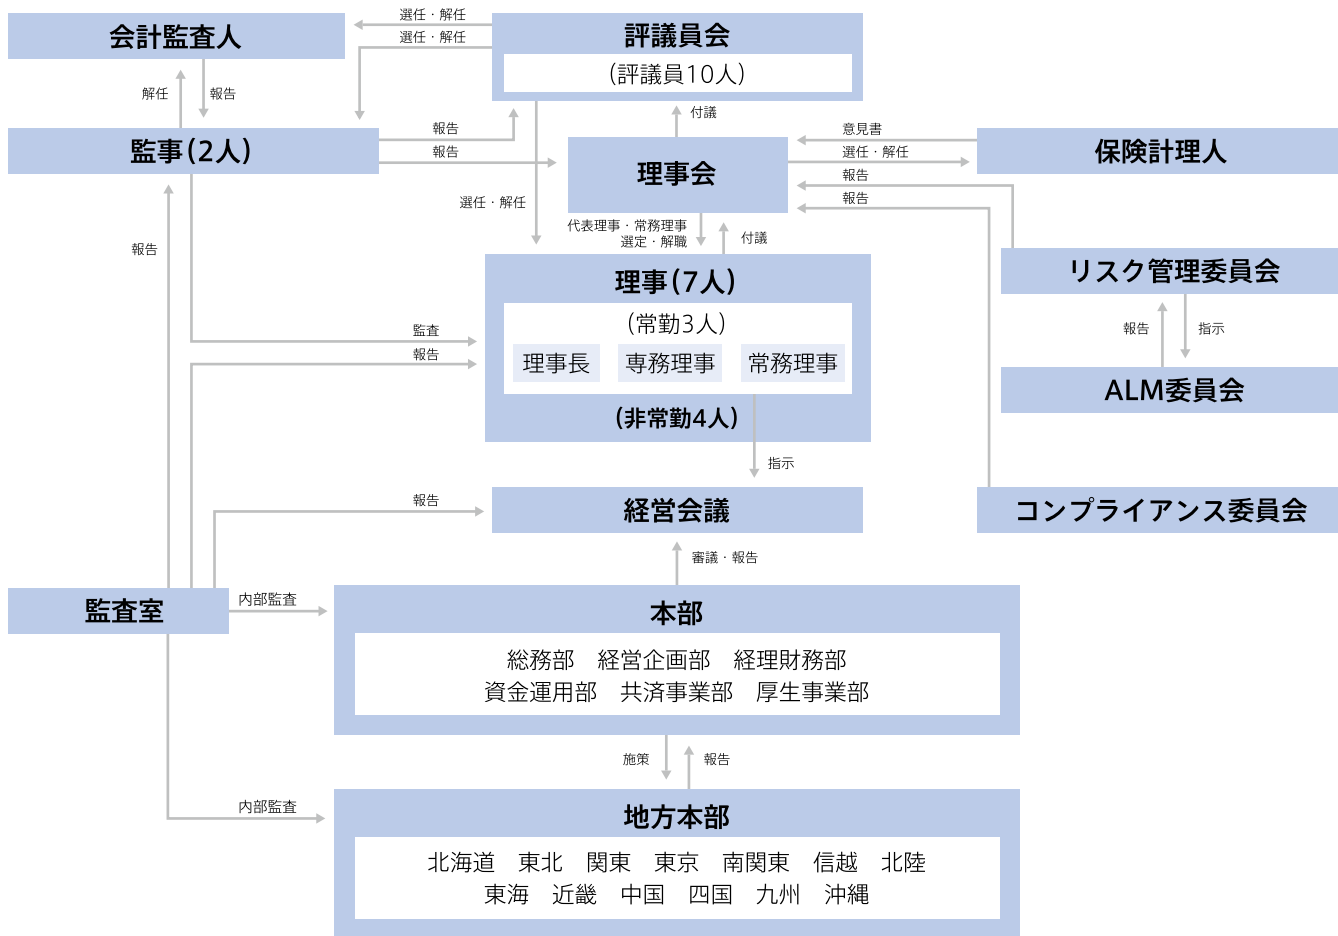 選任・解任
会計監査人
評議員会
選任・解任
(評議員10人)
解任
報告
付議
報告
意見書
監事(2人)
報告
選任・解任
保険計理人
理事会
報告
報告
選任・解任
代表理事・常務理事
選定・解職
付議
報告
リスク管理委員会
理事(7人)
(常勤3人)
監査
報告
指示
報告
理事長
専務理事
常務理事
ALM委員会
(非常勤4人)
指示
報告
経営会議
コンプライアンス委員会
審議・報告
監査室
内部監査
本部
総務部 経営企画部 経理財務部
資金運用部 共済事業部 厚生事業部
施策
報告
内部監査
地方本部
北海道 東北 関東 東京 南関東 信越 北陸
東海 近畿 中国 四国 九州 沖縄